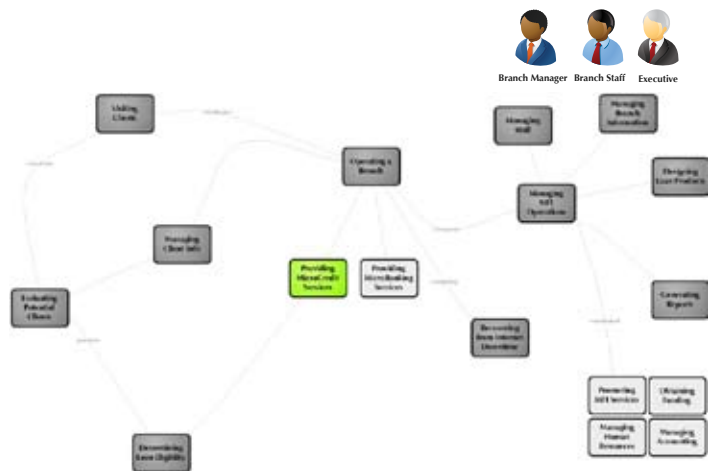 Branch Manager Branch Staff Executive
Visiting
Clients
Managing
Staff
Managing
Branch
Information
Operating a
Branch
Designing
Loan Products
Managing
MFI
Operations
Managing
Client Info
Providing
MicroCredit
Services
Providing
MicroBanking
Services
Evaluating
Potential
Clients
Generating
Reports
Recovering
from Internet
Downtime
Promoting
MFI Services
Obtaining
Funding
Managing
Human
Resources
Managing
Accounting
Determining
Loan Eligibility